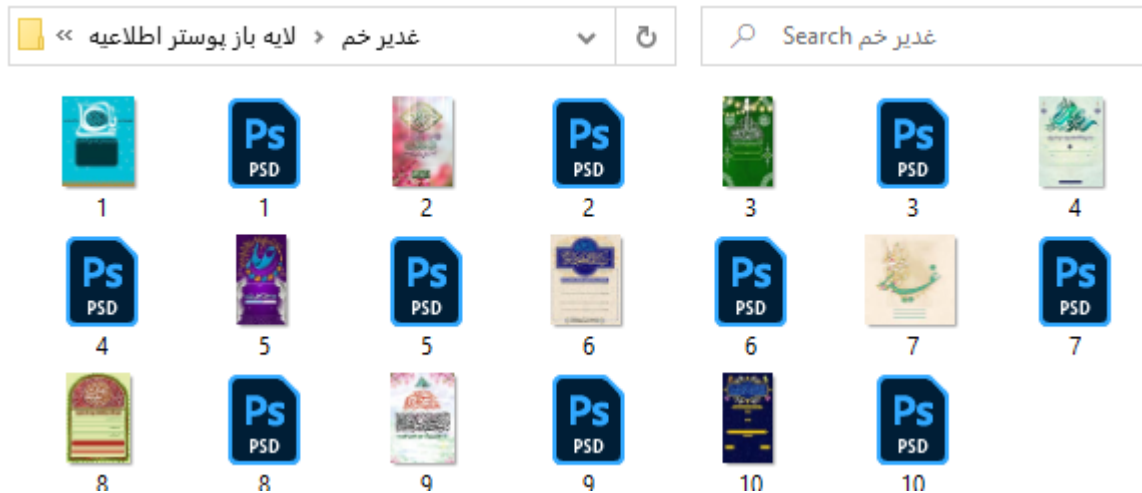 « لایه باز پوستر اطلاعیه › غدیر خم
Search غدیر خم
Ps Ps Ps
PSD PSD PSD
1 1 2 2 3 3 4
Ps Ps Ps Ps
PSD PSD PSD PSD
4 5 5 6 6 7 7
Ps Ps Ps
PSD PSD PSD
8 8 9 9 10 10